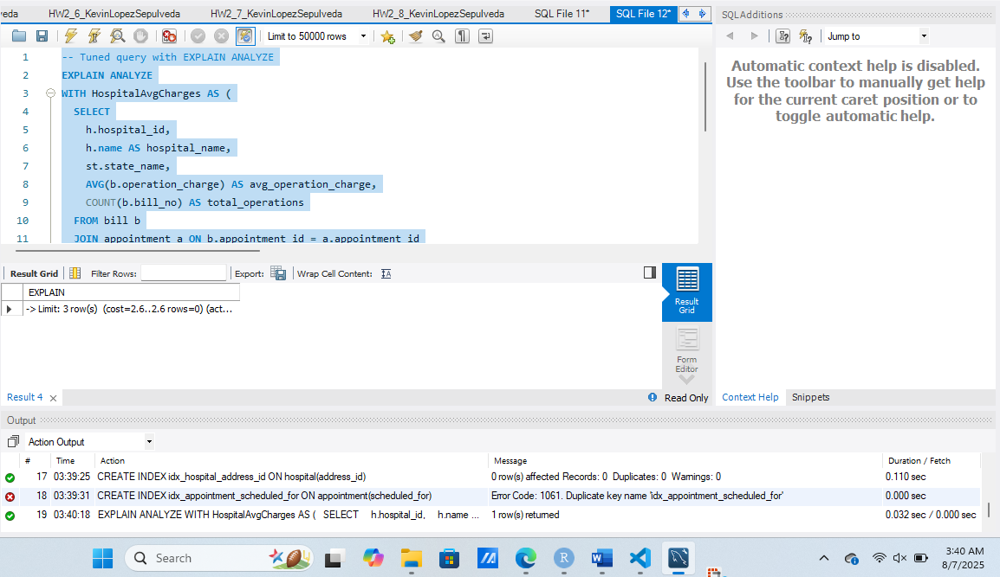 veda HW2_6_KevinLopezSepulveda HW2_7_KevinLopezSepulveda HW2_8_KevinLopezSepulveda SQL File 11* SQL File 12*
SQLAdditions
Limit to 50000 rows
Jump to
1 -- Tuned query with EXPLAIN ANALYZE
2 EXPLAIN ANALYZE
3 WITH HospitalAvgCharges AS (
4 SELECT
5 h.hospital_id,
6 h.name AS hospital_name,
7 st.state_name,
8 AVG(b.operation_charge) AS avg_operation_charge,
9 COUNT(b.bill_no) AS total_operations
10 FROM bill b
11 JOIN appointment a ON b.appointment_id = a.appointment_id
Automatic context help is disabled.
Use the toolbar to manually get help
for the current caret position or to
toggle automatic help.
Result Grid Filter Rows: Export: Wrap Cell Content:
EXPLAIN
-> Limit: 3 row(s) (cost=2.6..2.6 rows=0) (act...
Result
Grid
Form
Editor
Result 4
Read Only
Context Help Snippets
Output
Action Output
# Time Action Message Duration / Fetch
17 03:39:25 CREATE INDEX idx_hospital_address_id ON hospital(address_id) 0 row(s) affected Records: 0 Duplicates: 0 Warnings: 0 0.110 sec
18 03:39:31 CREATE INDEX idx_appointment_scheduled_for ON appointment(scheduled_for) Error Code: 1061. Duplicate key name 'idx_appointment_scheduled_for' 0.000 sec
19 03:40:18 EXPLAIN ANALYZE WITH HospitalAvgCharges AS ( SELECT h.hospital_id, h.name ... 1 row(s) returned 0.032 sec / 0.000 sec
Search
R
W
3:40 AM
8/7/2025